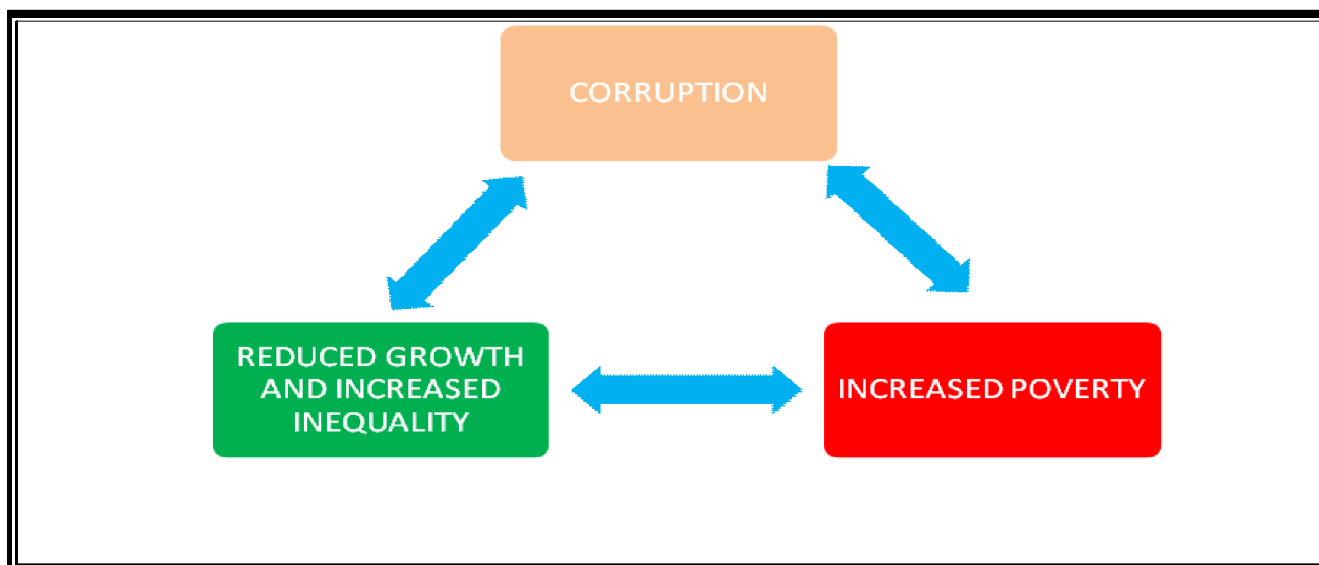 CORRUPTION
REDUCED GROWTH
AND INCREASED
INEQUALITY
INCREASED POVERTY